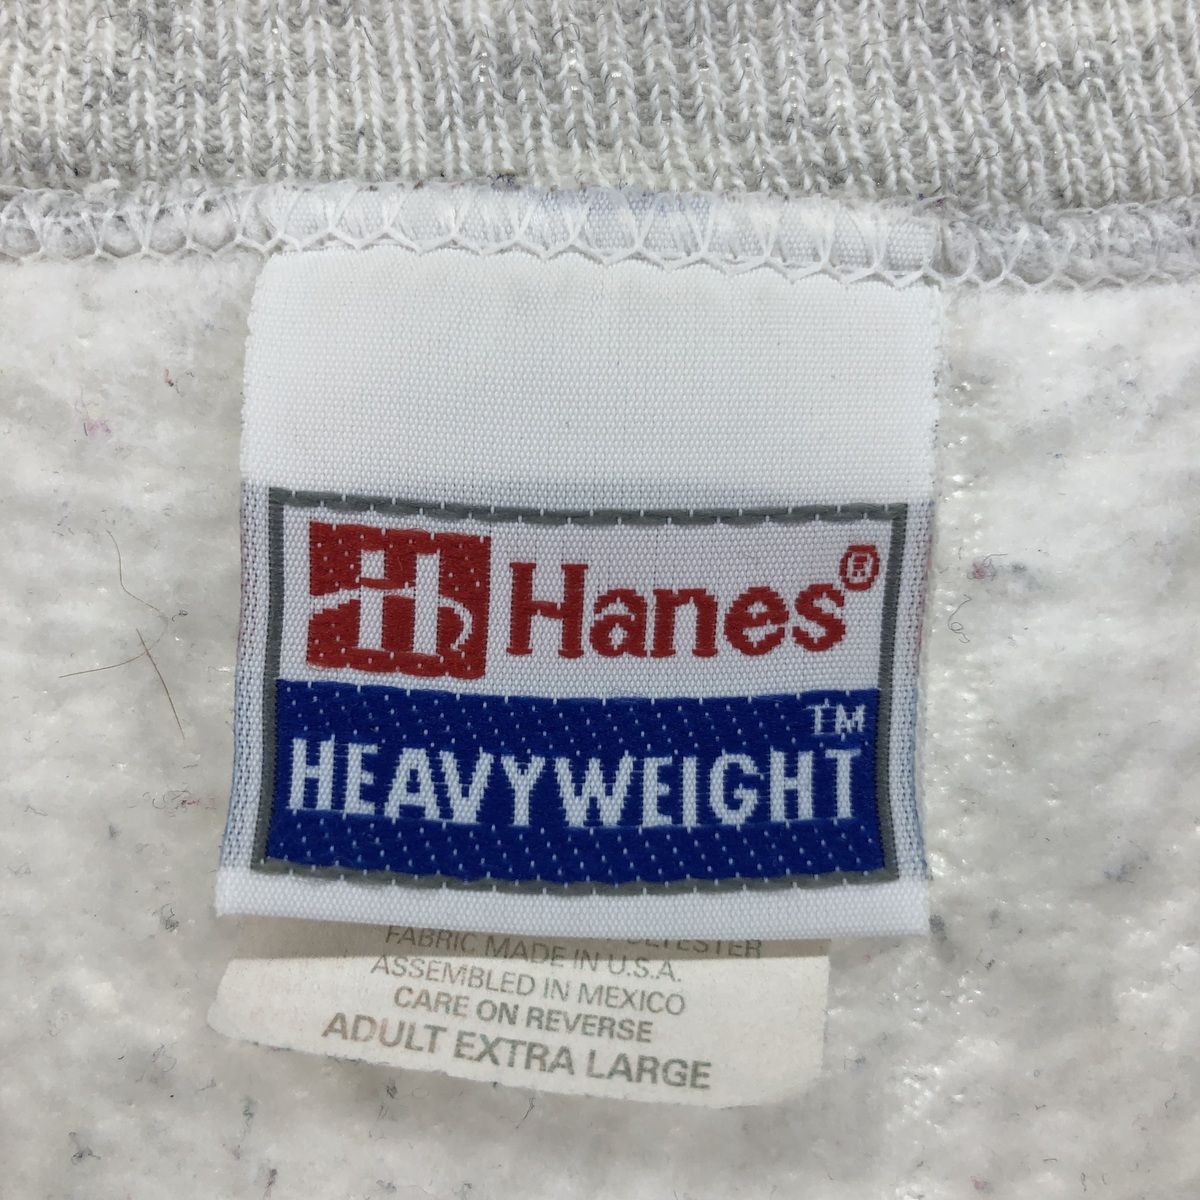 Hanes®
HEAVYWEIGHT™
FABRIC MADE IN U.S.A.
ASSEMBLED IN MEXICO
CARE ON REVERSE
ADULT EXTRA LARGE